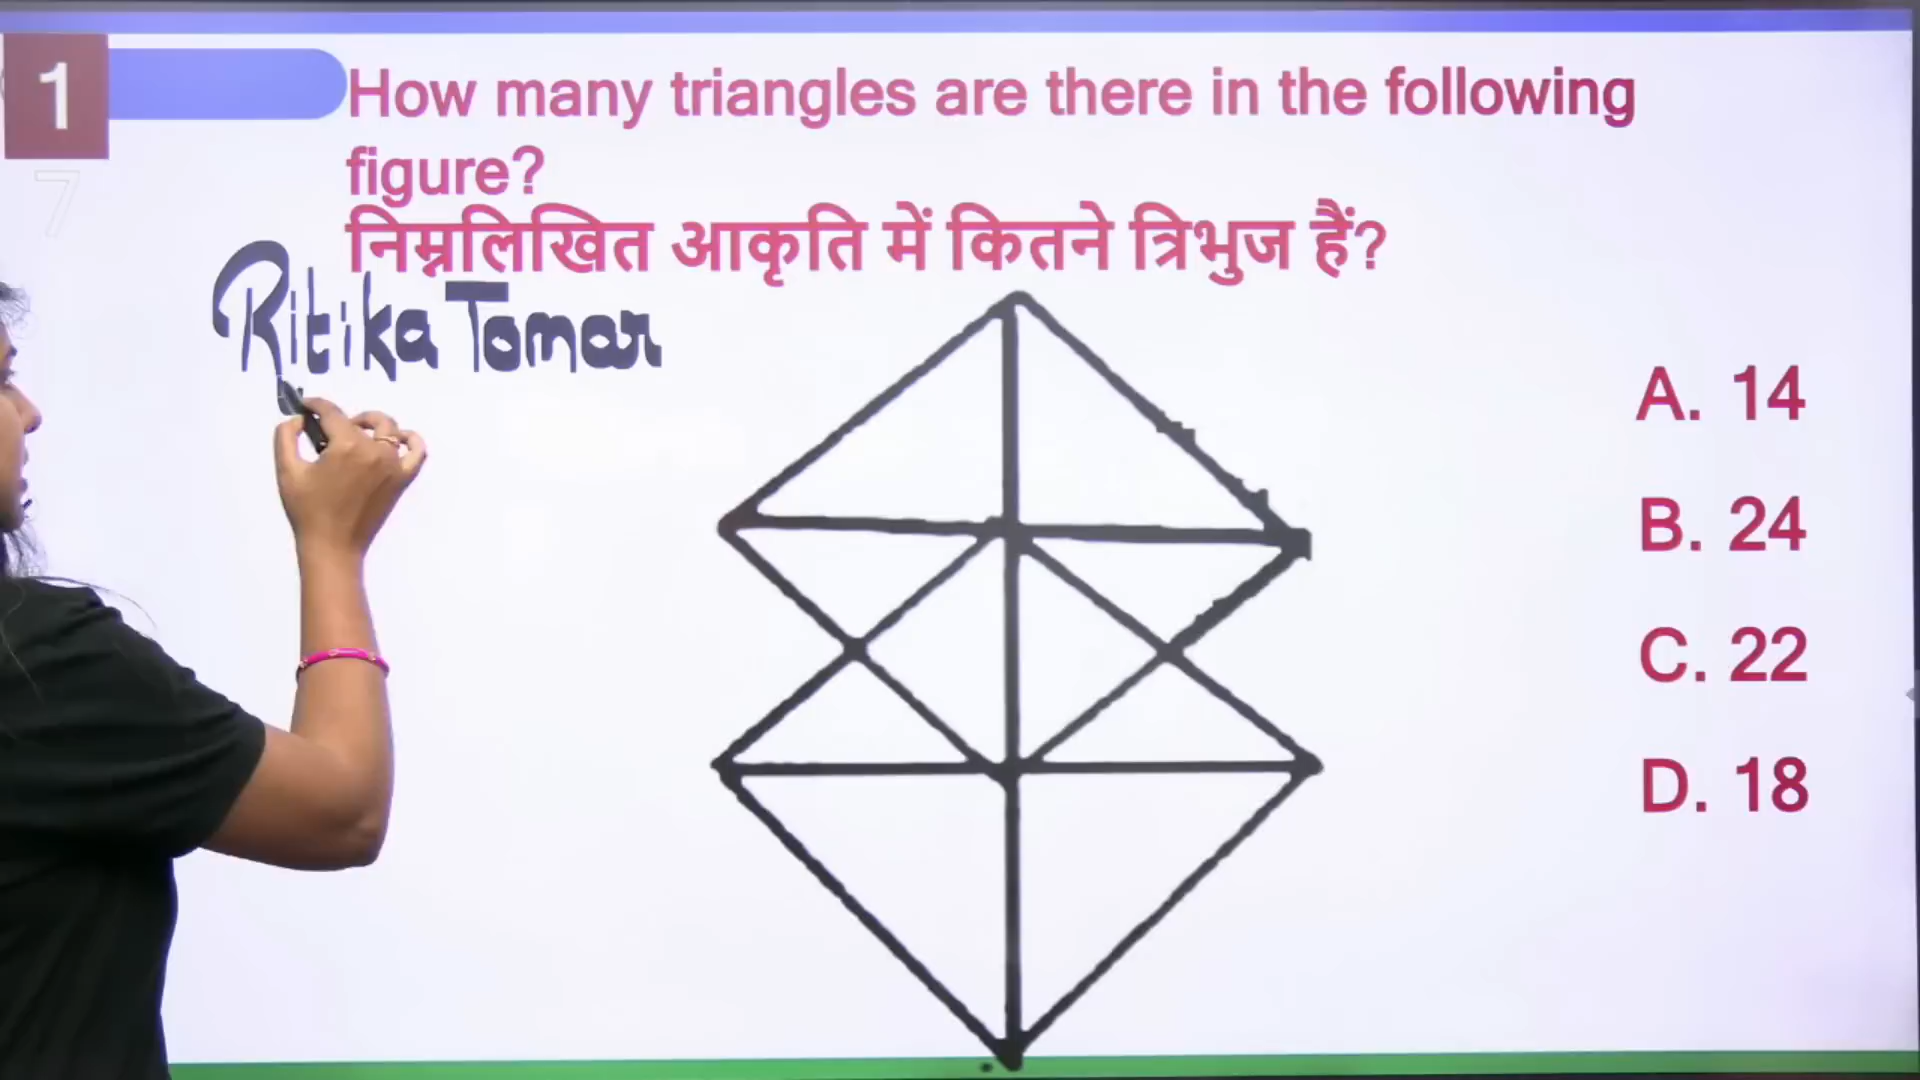 1
7
How many triangles are there in the following
figure?
निम्नलिखित आकृति में कितने त्रिभुज हैं?
Ritika Tomar
A. 14
B. 24
C. 22
D. 18